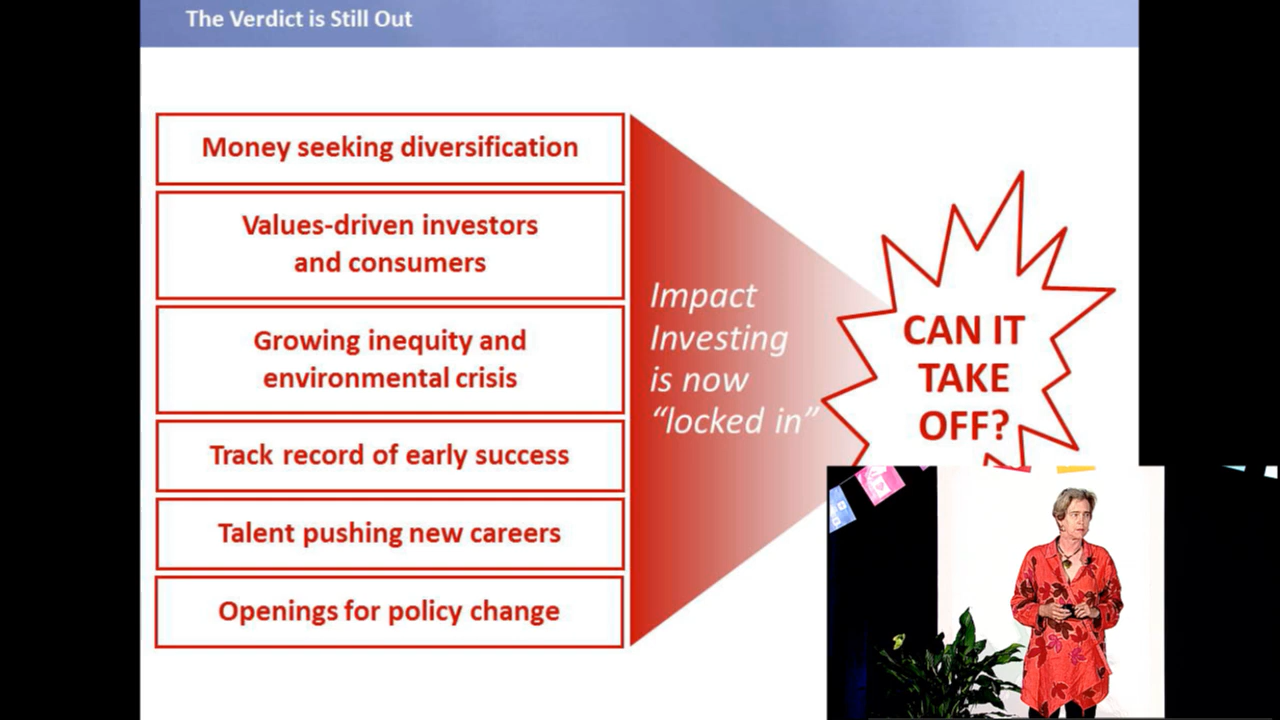 The Verdict is Still Out
Money seeking diversification
Values-driven investors
and consumers
Growing inequity and
environmental crisis
Track record of early success
Talent pushing new careers
Openings for policy change
Impact
Investing
is now
“locked in”
CAN IT
TAKE
OFF?